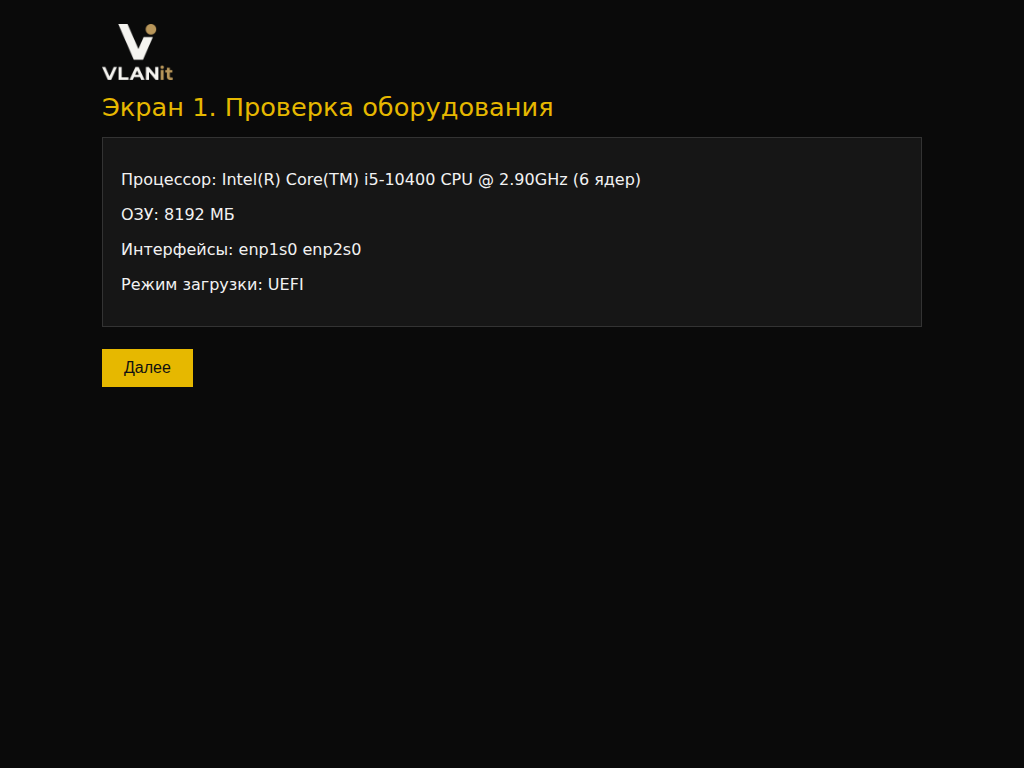 VLANit
Экран 1. Проверка оборудования
Процессор: Intel(R) Core(TM) i5-10400 CPU @ 2.90GHz (6 ядер)
ОЗУ: 8192 МБ
Интерфейсы: enp1s0 enp2s0
Режим загрузки: UEFI
Далее